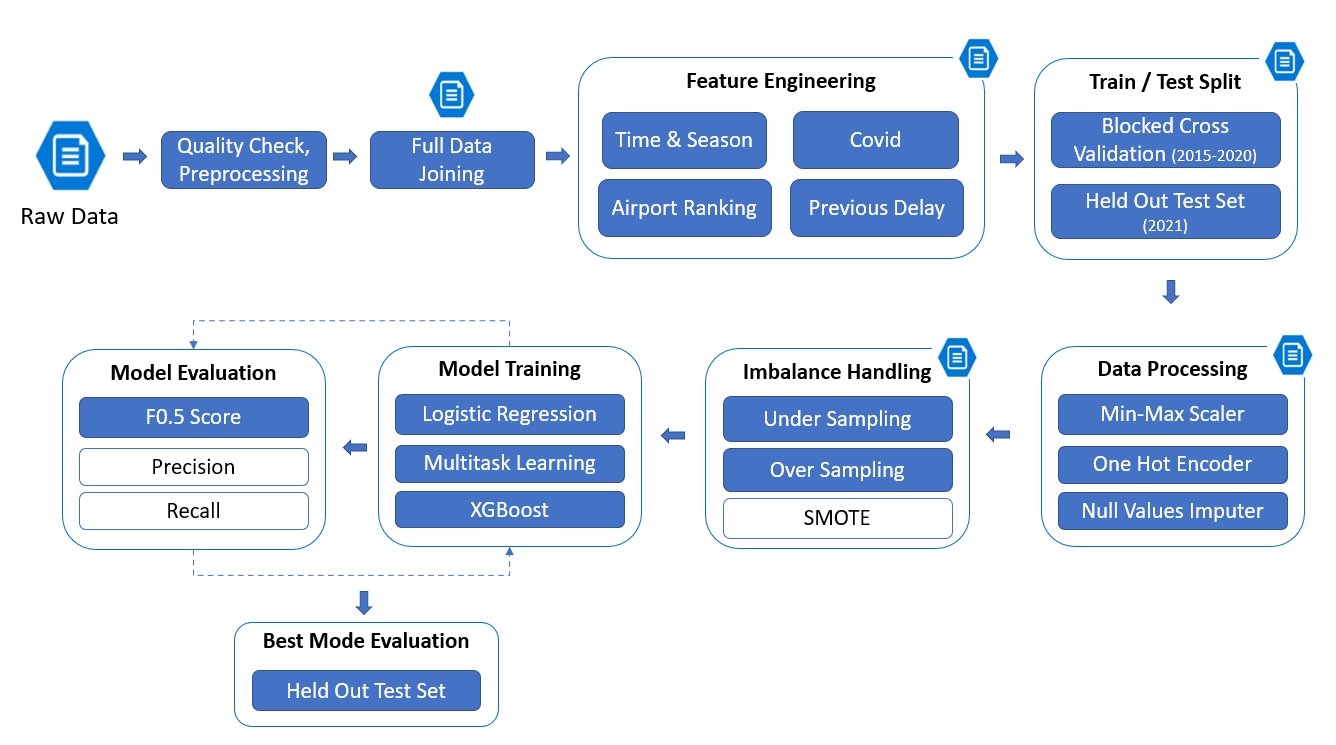 Raw Data
Quality Check,
Preprocessing
Full Data
Joining
Feature Engineering
Time & Season
Covid
Airport Ranking
Previous Delay
Train / Test Split
Blocked Cross
Validation (2015-2020)
Held Out Test Set
(2021)
Data Processing
Min-Max Scaler
One Hot Encoder
Null Values Imputer
Imbalance Handling
Under Sampling
Over Sampling
SMOTE
Model Training
Logistic Regression
Multitask Learning
XGBoost
Model Evaluation
F0.5 Score
Precision
Recall
Best Mode Evaluation
Held Out Test Set